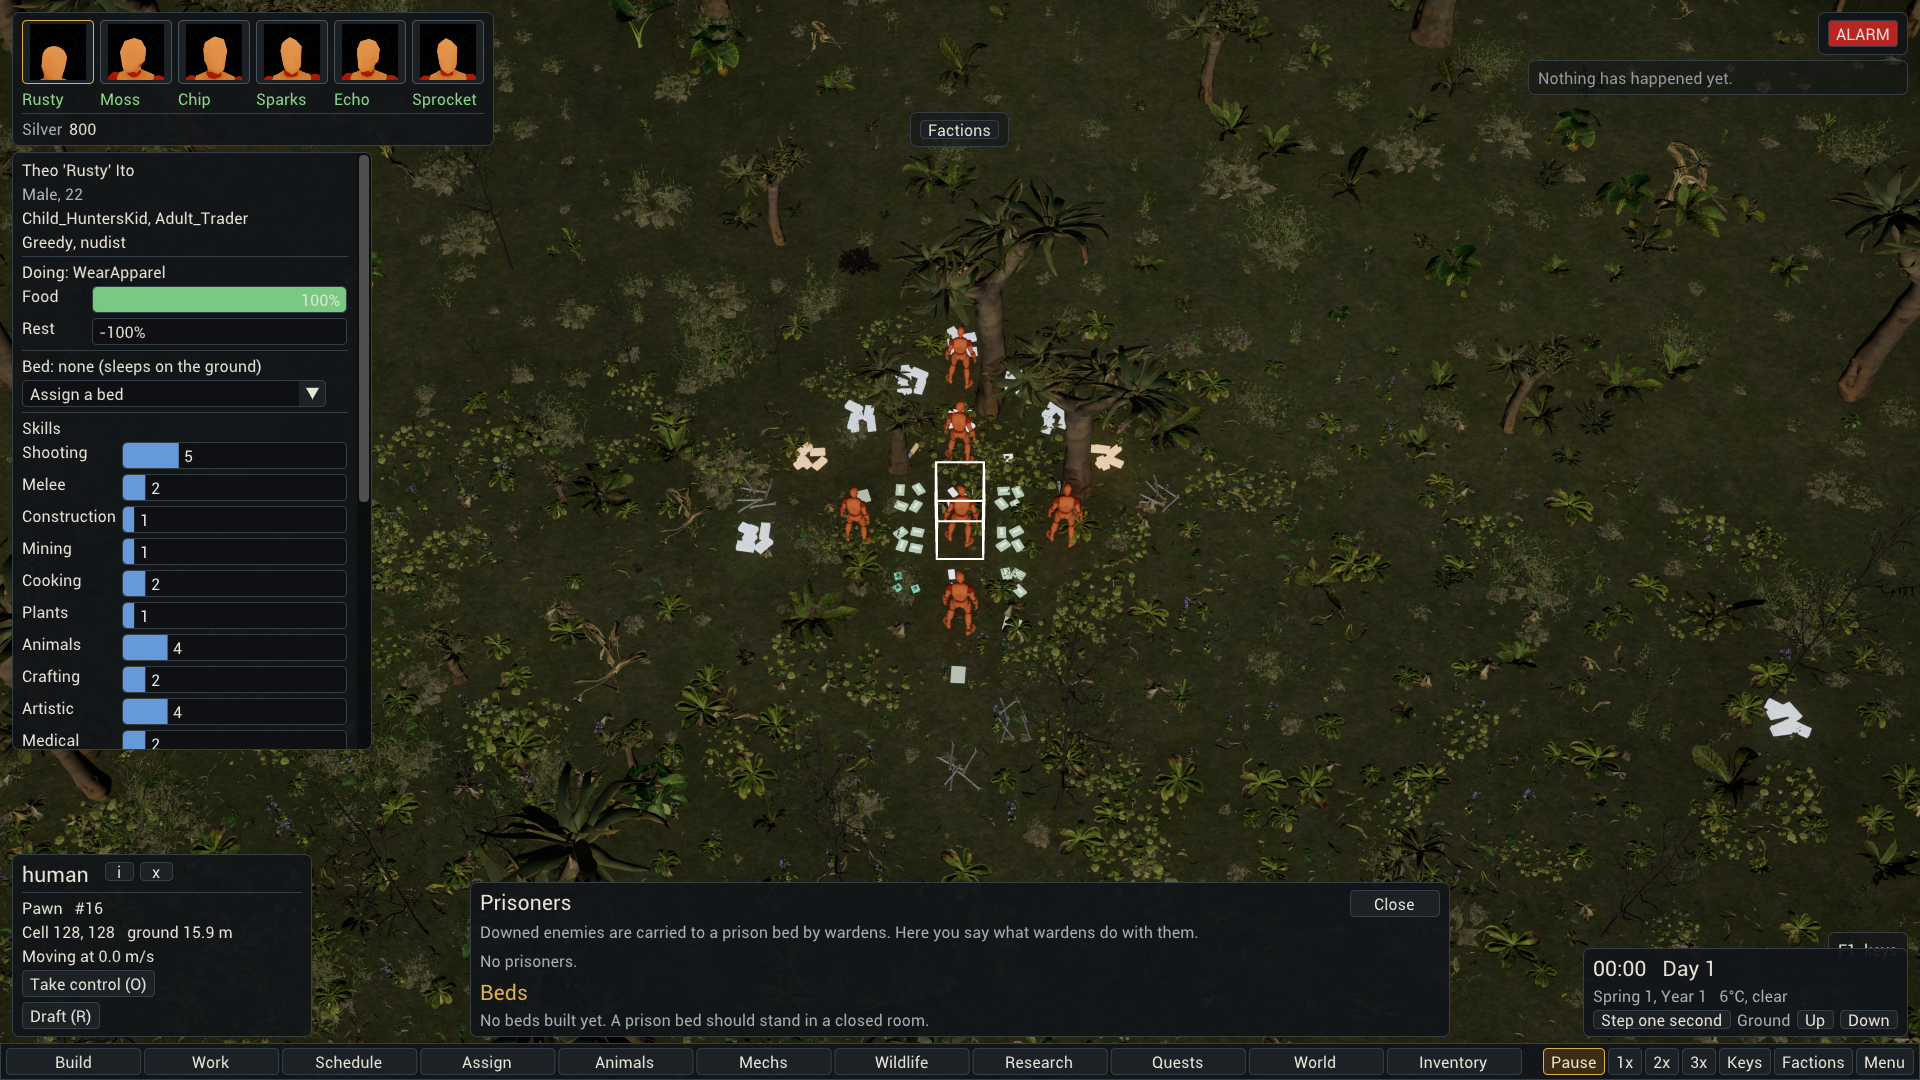 Rusty Moss Chip Sparks Echo Sprocket
Silver 800
ALARM
Nothing has happened yet.
Factions
Theo 'Rusty' Ito
Male, 22
Child_HuntersKid, Adult_Trader
Greedy, nudist
Doing: WearApparel
Food 100%
Rest -100%
Bed: none (sleeps on the ground)
Assign a bed
Skills
Shooting 5
Melee 2
Construction 1
Mining 1
Cooking 2
Plants 1
Animals 4
Crafting 2
Artistic 4
Medical 2
human i x
Pawn #16
Cell 128, 128 ground 15.9 m
Moving at 0.0 m/s
Take control (O)
Draft (R)
Prisoners
Close
Downed enemies are carried to a prison bed by wardens. Here you say what wardens do with them.
No prisoners.
Beds
No beds built yet. A prison bed should stand in a closed room.
F1 keys
00:00 Day 1
Spring 1, Year 1 6°C, clear
Step one second Ground Up Down
Build Work Schedule Assign Animals Mechs Wildlife Research Quests World Inventory Pause 1x 2x 3x Keys Factions Menu